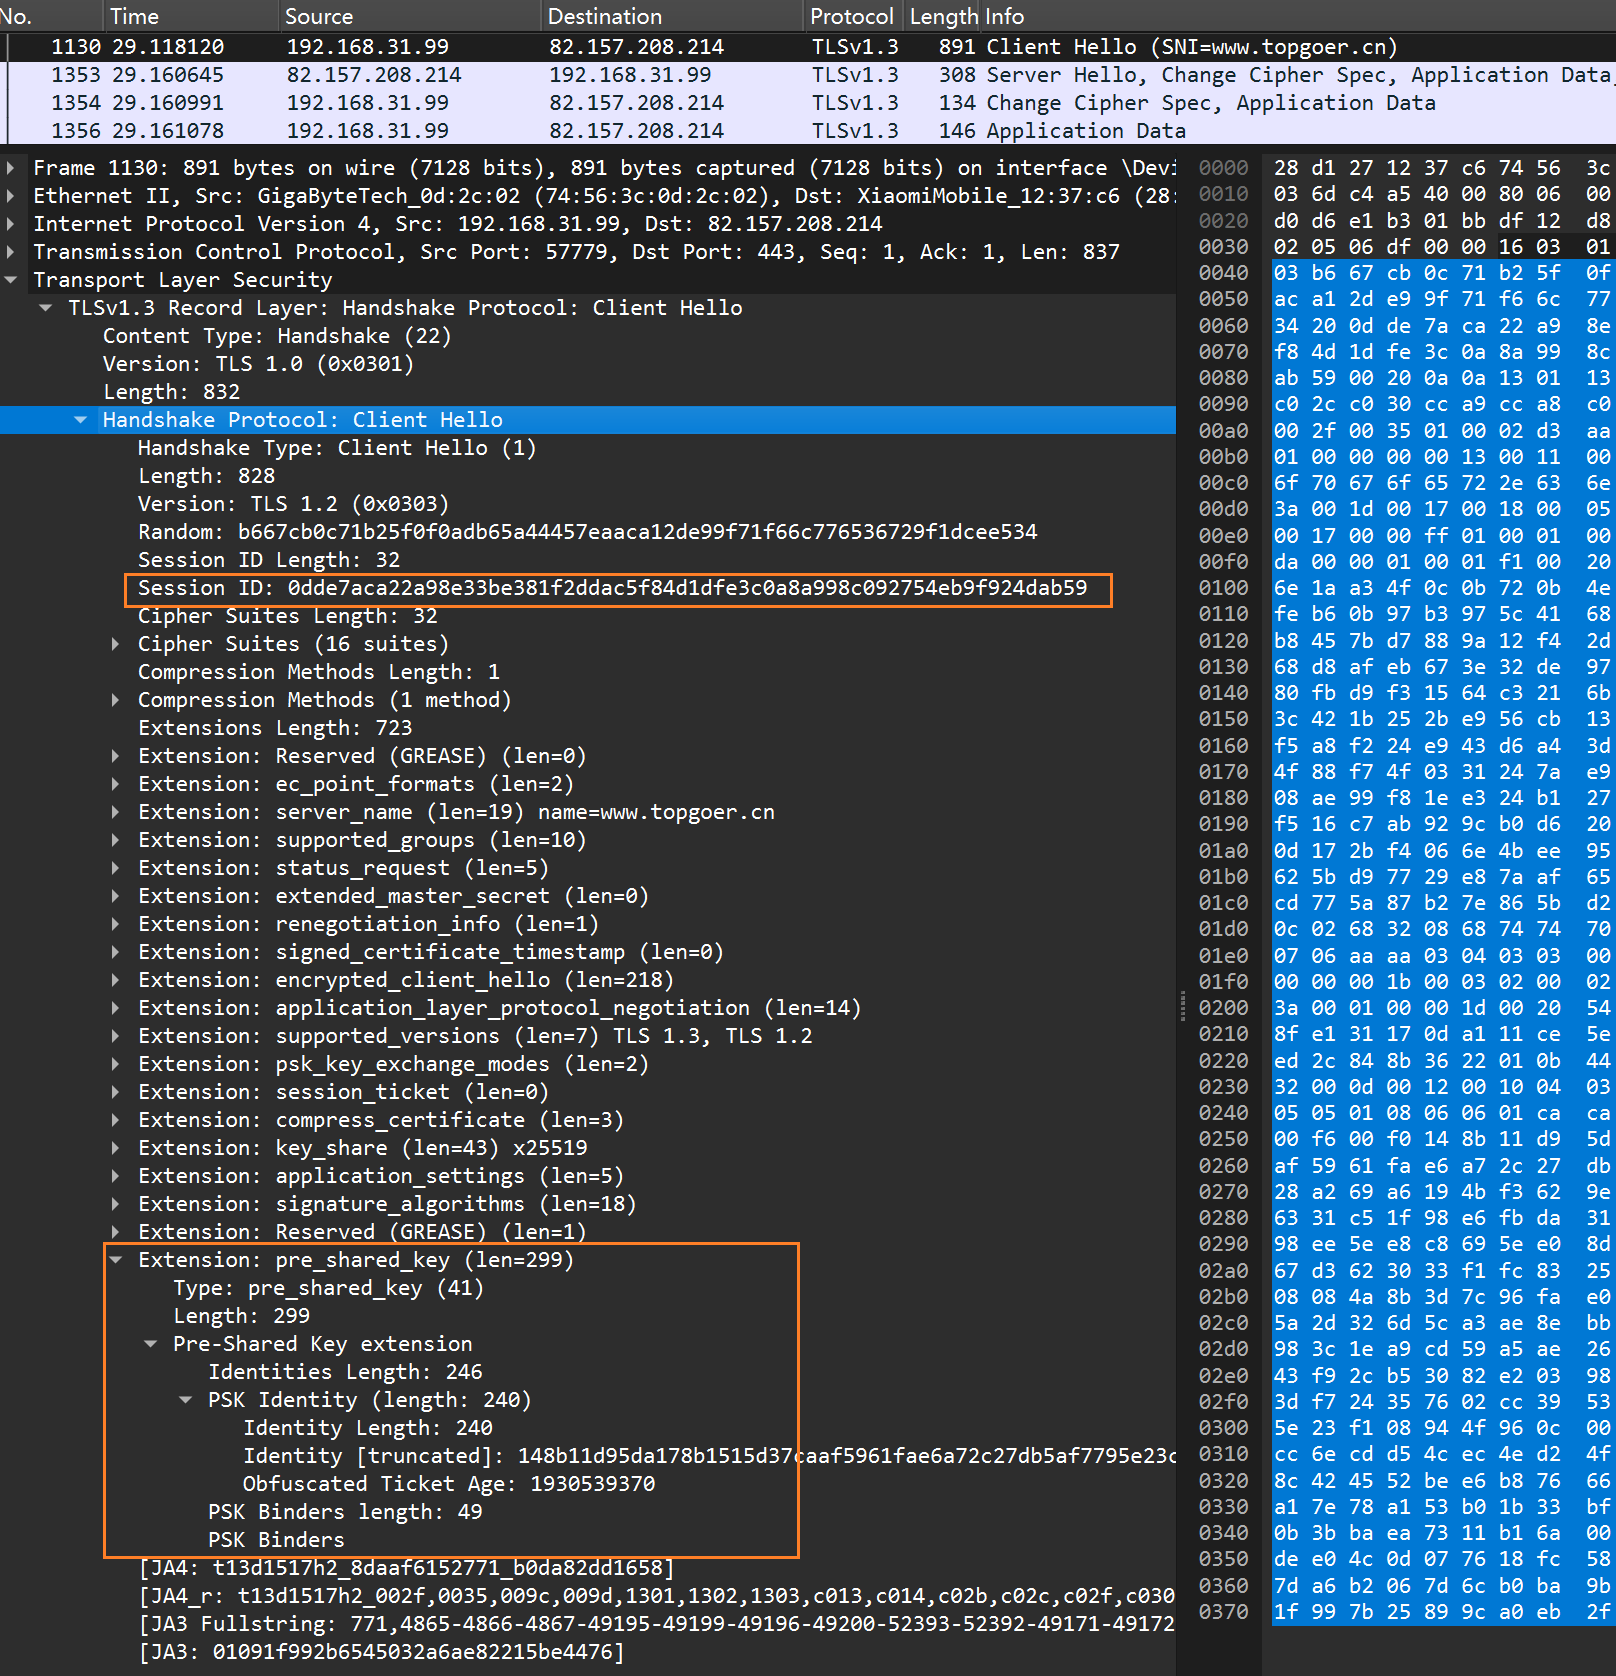 No. Time Source Destination Protocol Length Info
1130 29.118120 192.168.31.99 82.157.208.214 TLSv1.3 891 Client Hello (SNI=www.topgoer.cn)
1353 29.160645 82.157.208.214 192.168.31.99 TLSv1.3 308 Server Hello, Change Cipher Spec, Application Data,
1354 29.160991 192.168.31.99 82.157.208.214 TLSv1.3 134 Change Cipher Spec, Application Data
1356 29.161078 192.168.31.99 82.157.208.214 TLSv1.3 146 Application Data
Frame 1130: 891 bytes on wire (7128 bits), 891 bytes captured (7128 bits) on interface \Devi
Ethernet II, Src: GigaByteTech_0d:2c:02 (74:56:3c:0d:2c:02), Dst: XiaomiMobile_12:37:c6 (28:
Internet Protocol Version 4, Src: 192.168.31.99, Dst: 82.157.208.214
Transmission Control Protocol, Src Port: 57779, Dst Port: 443, Seq: 1, Ack: 1, Len: 837
Transport Layer Security
TLSv1.3 Record Layer: Handshake Protocol: Client Hello
Content Type: Handshake (22)
Version: TLS 1.0 (0x0301)
Length: 832
Handshake Protocol: Client Hello
Handshake Type: Client Hello (1)
Length: 828
Version: TLS 1.2 (0x0303)
Random: b667cb0c71b25f0f0adb65a44457eaaca12de99f71f66c776536729f1dcee534
Session ID Length: 32
Session ID: 0dde7aca22a98e33be381f2ddac5f84d1dfe3c0a8a998c092754eb9f924dab59
Cipher Suites Length: 32
Cipher Suites (16 suites)
Compression Methods Length: 1
Compression Methods (1 method)
Extensions Length: 723
Extension: Reserved (GREASE) (len=0)
Extension: ec_point_formats (len=2)
Extension: server_name (len=19) name=www.topgoer.cn
Extension: supported_groups (len=10)
Extension: status_request (len=5)
Extension: extended_master_secret (len=0)
Extension: renegotiation_info (len=1)
Extension: signed_certificate_timestamp (len=0)
Extension: encrypted_client_hello (len=218)
Extension: application_layer_protocol_negotiation (len=14)
Extension: supported_versions (len=7) TLS 1.3, TLS 1.2
Extension: psk_key_exchange_modes (len=2)
Extension: session_ticket (len=0)
Extension: compress_certificate (len=3)
Extension: key_share (len=43) x25519
Extension: application_settings (len=5)
Extension: signature_algorithms (len=18)
Extension: Reserved (GREASE) (len=1)
Extension: pre_shared_key (len=299)
Type: pre_shared_key (41)
Length: 299
Pre-Shared Key extension
Identities Length: 246
PSK Identity (length: 240)
Identity Length: 240
Identity [truncated]: 148b11d95da178b1515d37caaf5961fae6a72c27db5af7795e23c
Obfuscated Ticket Age: 1930539370
PSK Binders length: 49
PSK Binders
[JA4: t13d1517h2_8daaf6152771_b0da82dd1658]
[JA4_r: t13d1517h2_002f,0035,009c,009d,1301,1302,1303,c013,c014,c02b,c02c,c02f,c030
[JA3 Fullstring: 771,4865-4866-4867-49195-49199-49196-49200-52393-52392-49171-49172
[JA3: 01091f992b6545032a6ae82215be4476]
0000 28 d1 27 12 37 c6 74 56 3c
0010 03 6d c4 a5 40 00 80 06 00
0020 d0 d6 e1 b3 01 bb df 12 d8
0030 02 05 06 df 00 00 16 03 01
0040 03 b6 67 cb 0c 71 b2 5f 0f
0050 ac a1 2d e9 9f 71 f6 6c 77
0060 34 20 0d de 7a ca 22 a9 8e
0070 f8 4d 1d fe 3c 0a 8a 99 8c
0080 ab 59 00 20 0a 0a 13 01 13
0090 c0 2c c0 30 cc a9 cc a8 c0
00a0 00 2f 00 35 01 00 02 d3 aa
00b0 01 00 00 00 00 13 00 11 00
00c0 6f 70 67 6f 65 72 2e 63 6e
00d0 3a 00 1d 00 17 00 18 00 05
00e0 00 17 00 00 ff 01 00 01 00
00f0 da 00 00 01 00 01 f1 00 20
0100 6e 1a a3 4f 0c 0b 72 0b 4e
0110 fe b6 0b 97 b3 97 5c 41 68
0120 b8 45 7b d7 88 9a 12 f4 2d
0130 68 d8 af eb 67 3e 32 de 97
0140 80 fb d9 f3 15 64 c3 21 6b
0150 3c 42 1b 25 2b e9 56 cb 13
0160 f5 a8 f2 24 e9 43 d6 a4 3d
0170 4f 88 f7 4f 03 31 24 7a e9
0180 08 ae 99 f8 1e e3 24 b1 27
0190 f5 16 c7 ab 92 9c b0 d6 20
01a0 0d 17 2b f4 06 6e 4b ee 95
01b0 62 5b d9 77 29 e8 7a af 65
01c0 cd 77 5a 87 b2 7e 86 5b d2
01d0 0c 02 68 32 08 68 74 74 70
01e0 07 06 aa aa 03 04 03 03 00
01f0 00 00 00 1b 00 03 02 00 02
0200 3a 00 01 00 00 1d 00 20 54
0210 8f e1 31 17 0d a1 11 ce 5e
0220 ed 2c 84 8b 36 22 01 0b 44
0230 32 00 0d 00 12 00 10 04 03
0240 05 05 01 08 06 06 01 ca ca
0250 00 f6 00 f0 14 8b 11 d9 5d
0260 af 59 61 fa e6 a7 2c 27 db
0270 28 a2 69 a6 19 4b f3 62 9e
0280 63 31 c5 1f 98 e6 fb da 31
0290 98 ee 5e e8 c8 69 5e e0 8d
02a0 67 d3 62 30 33 f1 fc 83 25
02b0 08 08 4a 8b 3d 7c 96 fa e0
02c0 5a 2d 32 6d 5c a3 ae 8e bb
02d0 98 3c 1e a9 cd 59 a5 ae 26
02e0 43 f9 2c b5 30 82 e2 03 98
02f0 3d f7 24 35 76 02 cc 39 53
0300 5e 23 f1 08 94 4f 96 0c 00
0310 cc 6e cd d5 4c ec 4e d2 4f
0320 8c 42 45 52 be e6 b8 76 66
0330 a1 7e 78 a1 53 b0 1b 33 bf
0340 0b 3b ba ea 73 11 b1 6a 00
0350 de e0 4c 0d 07 76 18 fc 58
0360 7d a6 b2 06 7d 6c b0 ba 9b
0370 1f 99 7b 25 89 9c a0 eb 2f